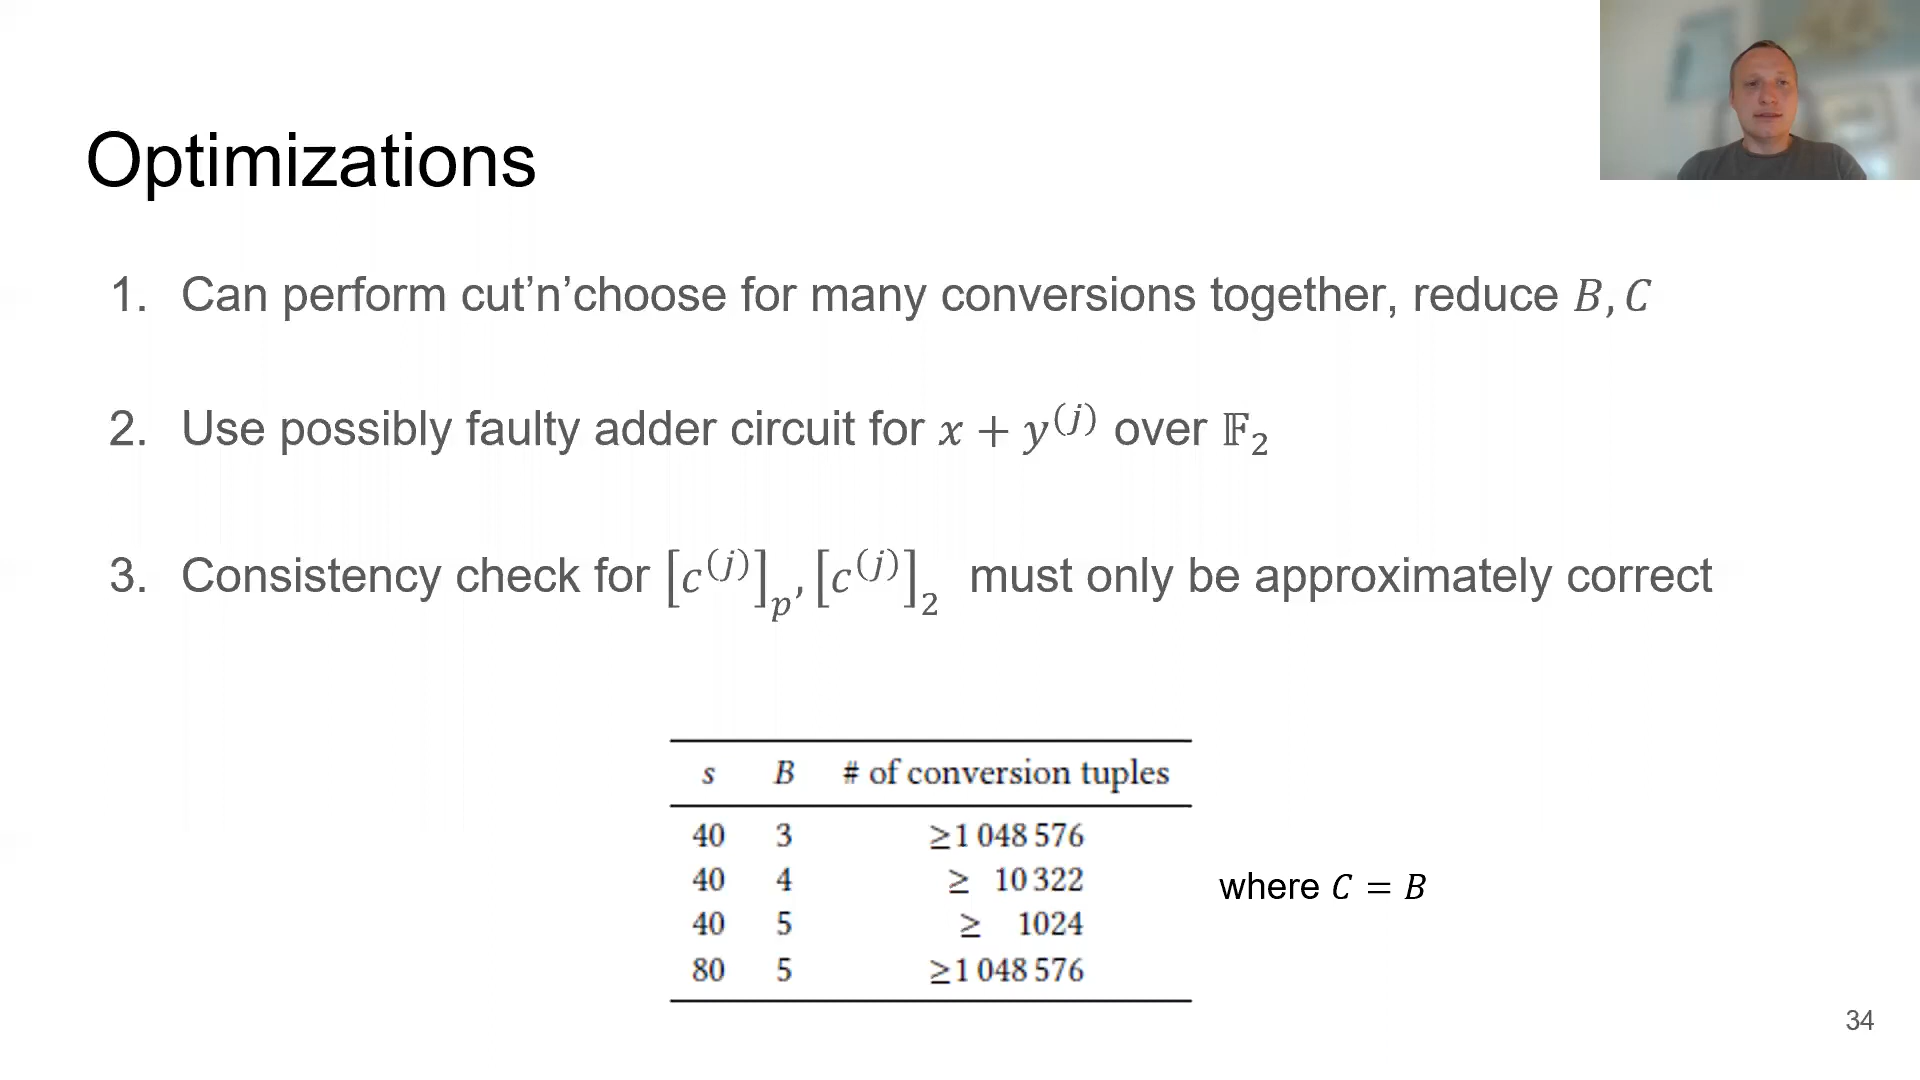 Optimizations
1. Can perform cut’n’choose for many conversions together, reduce B, C
2. Use possibly faulty adder circuit for x + y^(j) over 𝔽₂
3. Consistency check for [c^(j)]_p, [c^(j)]_2 must only be approximately correct
s B # of conversion tuples
40 3 ≥1 048 576
40 4 ≥ 10 322
40 5 ≥ 1024
80 5 ≥1 048 576
where C = B
34